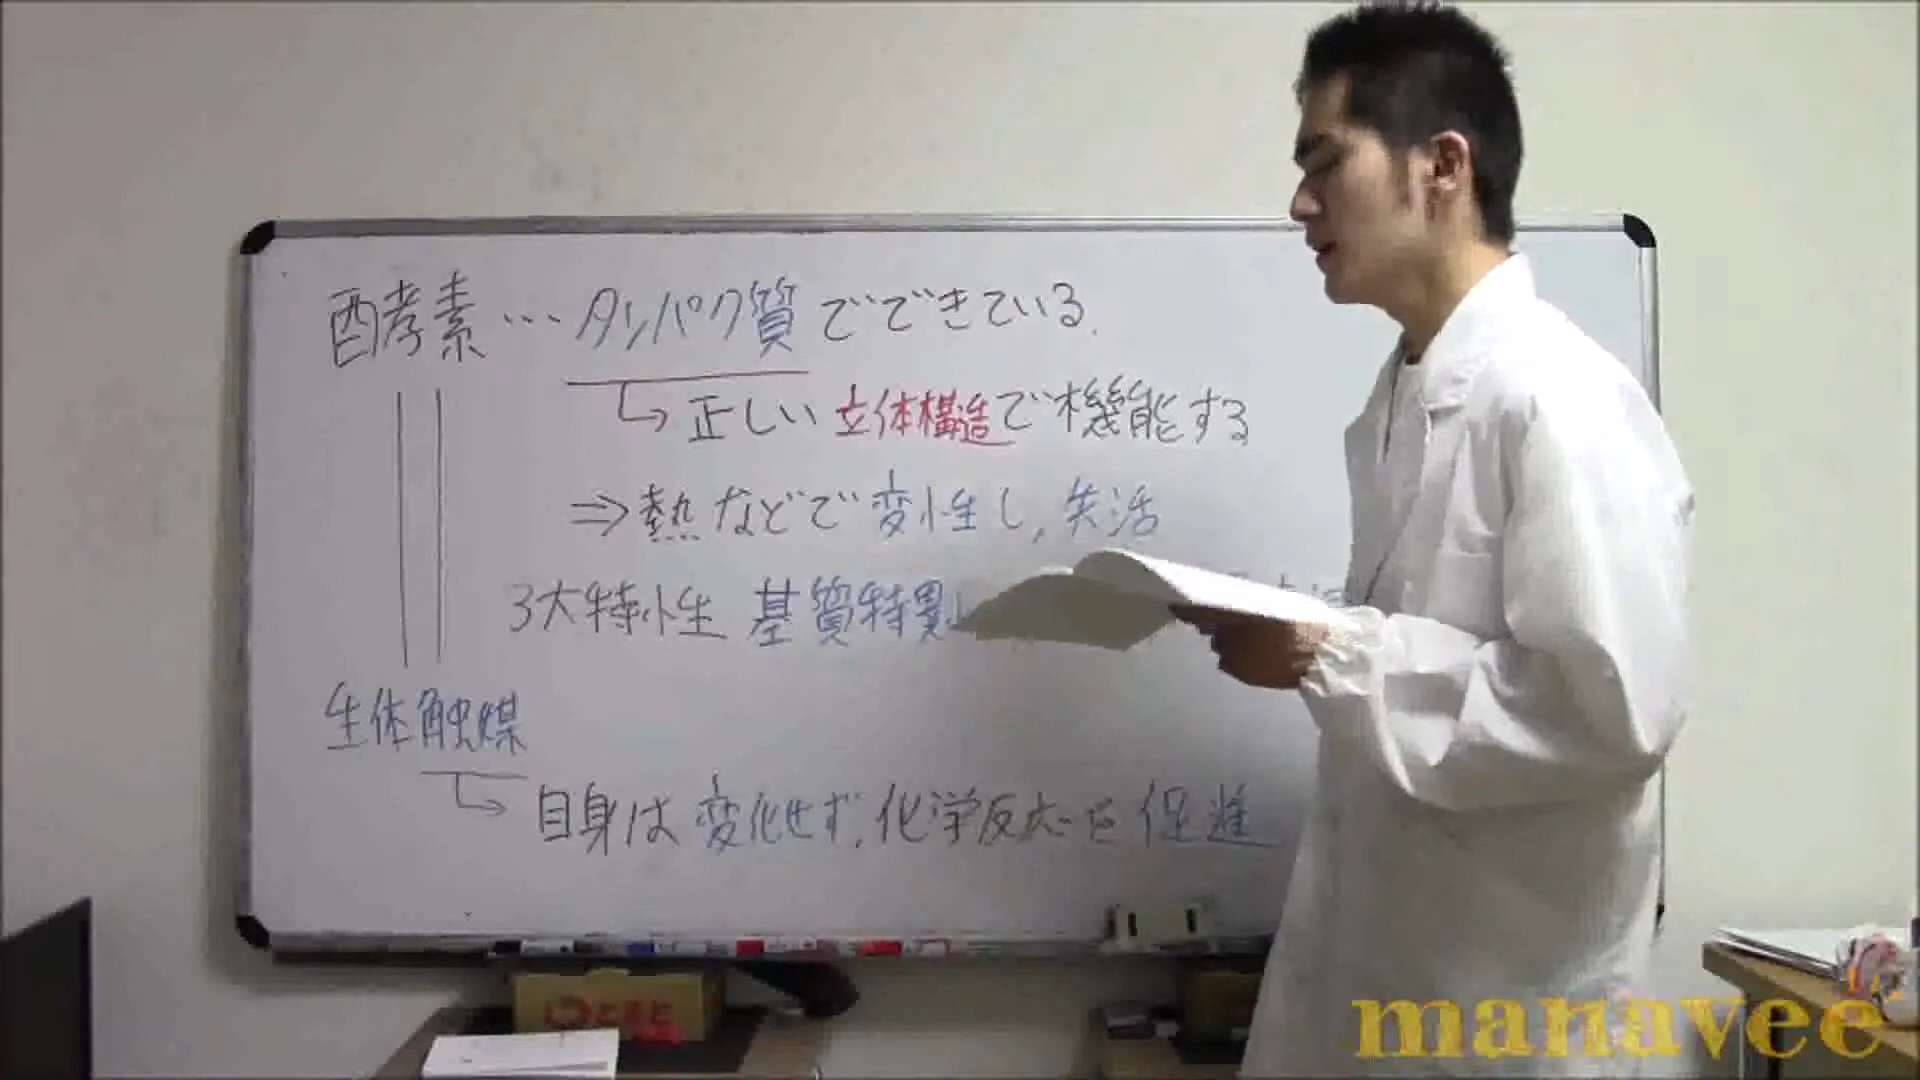 酵素…タンパク質でできている.
正しい立体構造で機能する
⇒熱などで変性し,失活
3大特性 基質特異
生体触媒
自身は変化せず,化学反応を促進
manavee